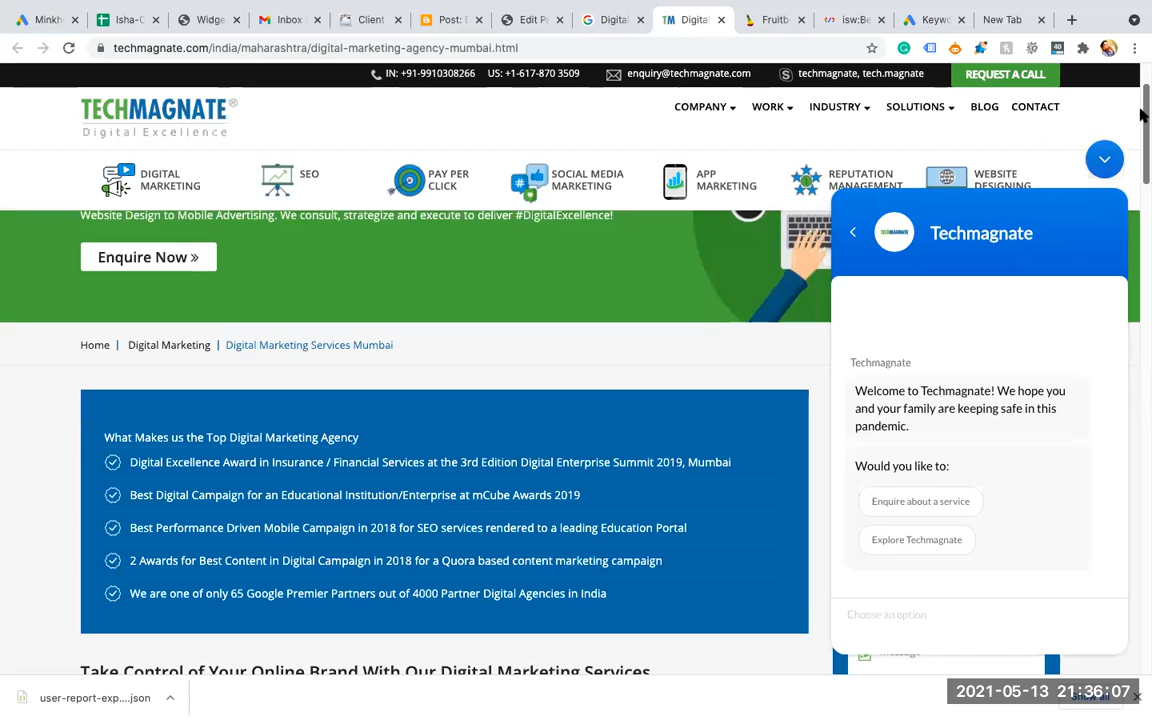 Minkh
Isha-C
Widge
Inbox
Client
Post: E
Edit Pa
Digital
TM Digital
Fruitb
isw:Be
Keywo
New Tab
techmagnate.com/india/maharashtra/digital-marketing-agency-mumbai.html
40
IN: +91-9910308266 US: +1-617-870 3509 enquiry@techmagnate.com techmagnate, tech.magnate REQUEST A CALL
TECHMAGNATE®
Digital Excellence
COMPANY WORK INDUSTRY SOLUTIONS BLOG CONTACT
DIGITAL
MARKETING
SEO
PAY PER
CLICK
SOCIAL MEDIA
MARKETING
APP
MARKETING
REPUTATION
MANAGEMENT
WEBSITE
DESIGNING
Website Design to Mobile Advertising. We consult, strategize and execute to deliver #DigitalExcellence!
Enquire Now »
Home | Digital Marketing | Digital Marketing Services Mumbai
What Makes us the Top Digital Marketing Agency
Digital Excellence Award in Insurance / Financial Services at the 3rd Edition Digital Enterprise Summit 2019, Mumbai
Best Digital Campaign for an Educational Institution/Enterprise at mCube Awards 2019
Best Performance Driven Mobile Campaign in 2018 for SEO services rendered to a leading Education Portal
2 Awards for Best Content in Digital Campaign in 2018 for a Quora based content marketing campaign
We are one of only 65 Google Premier Partners out of 4000 Partner Digital Agencies in India
Take Control of Your Online Brand With Our Digital Marketing Services
TECHMAGNATE
Techmagnate
Techmagnate
Welcome to Techmagnate! We hope you
and your family are keeping safe in this
pandemic.
Would you like to:
Enquire about a service
Explore Techmagnate
Choose an option
Message
user-report-exp....json
2021-05-13 21:36:07
Show all